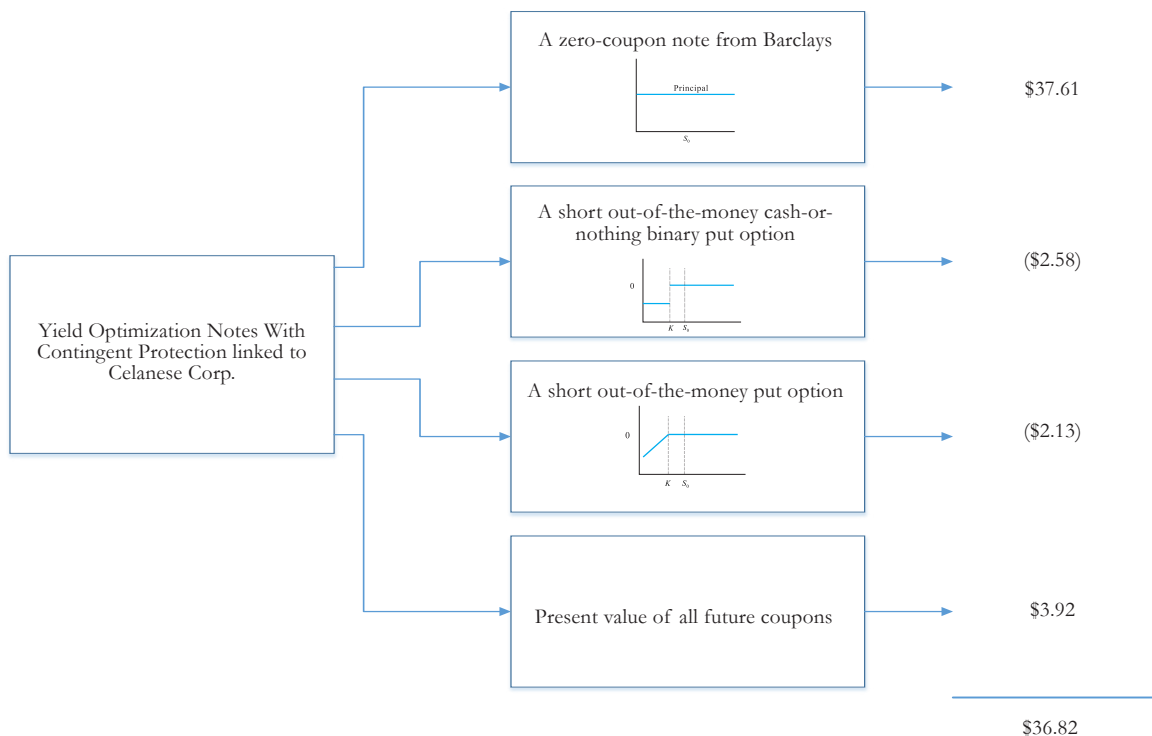 A zero-coupon note from Barclays
Principal
S₀
$37.61
A short out-of-the-money cash-or-
nothing binary put option
0
K S₀
($2.58)
Yield Optimization Notes With
Contingent Protection linked to
Celanese Corp.
A short out-of-the-money put option
0
K S₀
($2.13)
Present value of all future coupons
$3.92
$36.82